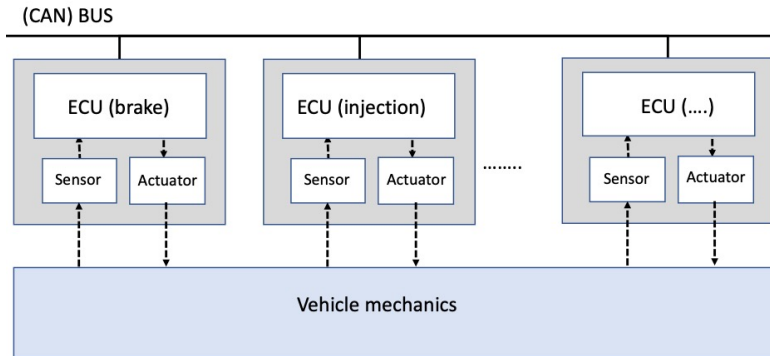 (CAN) BUS
ECU (brake)
ECU (injection)
ECU (....)
Sensor
Actuator
Sensor
Actuator
........
Sensor
Actuator
Vehicle mechanics